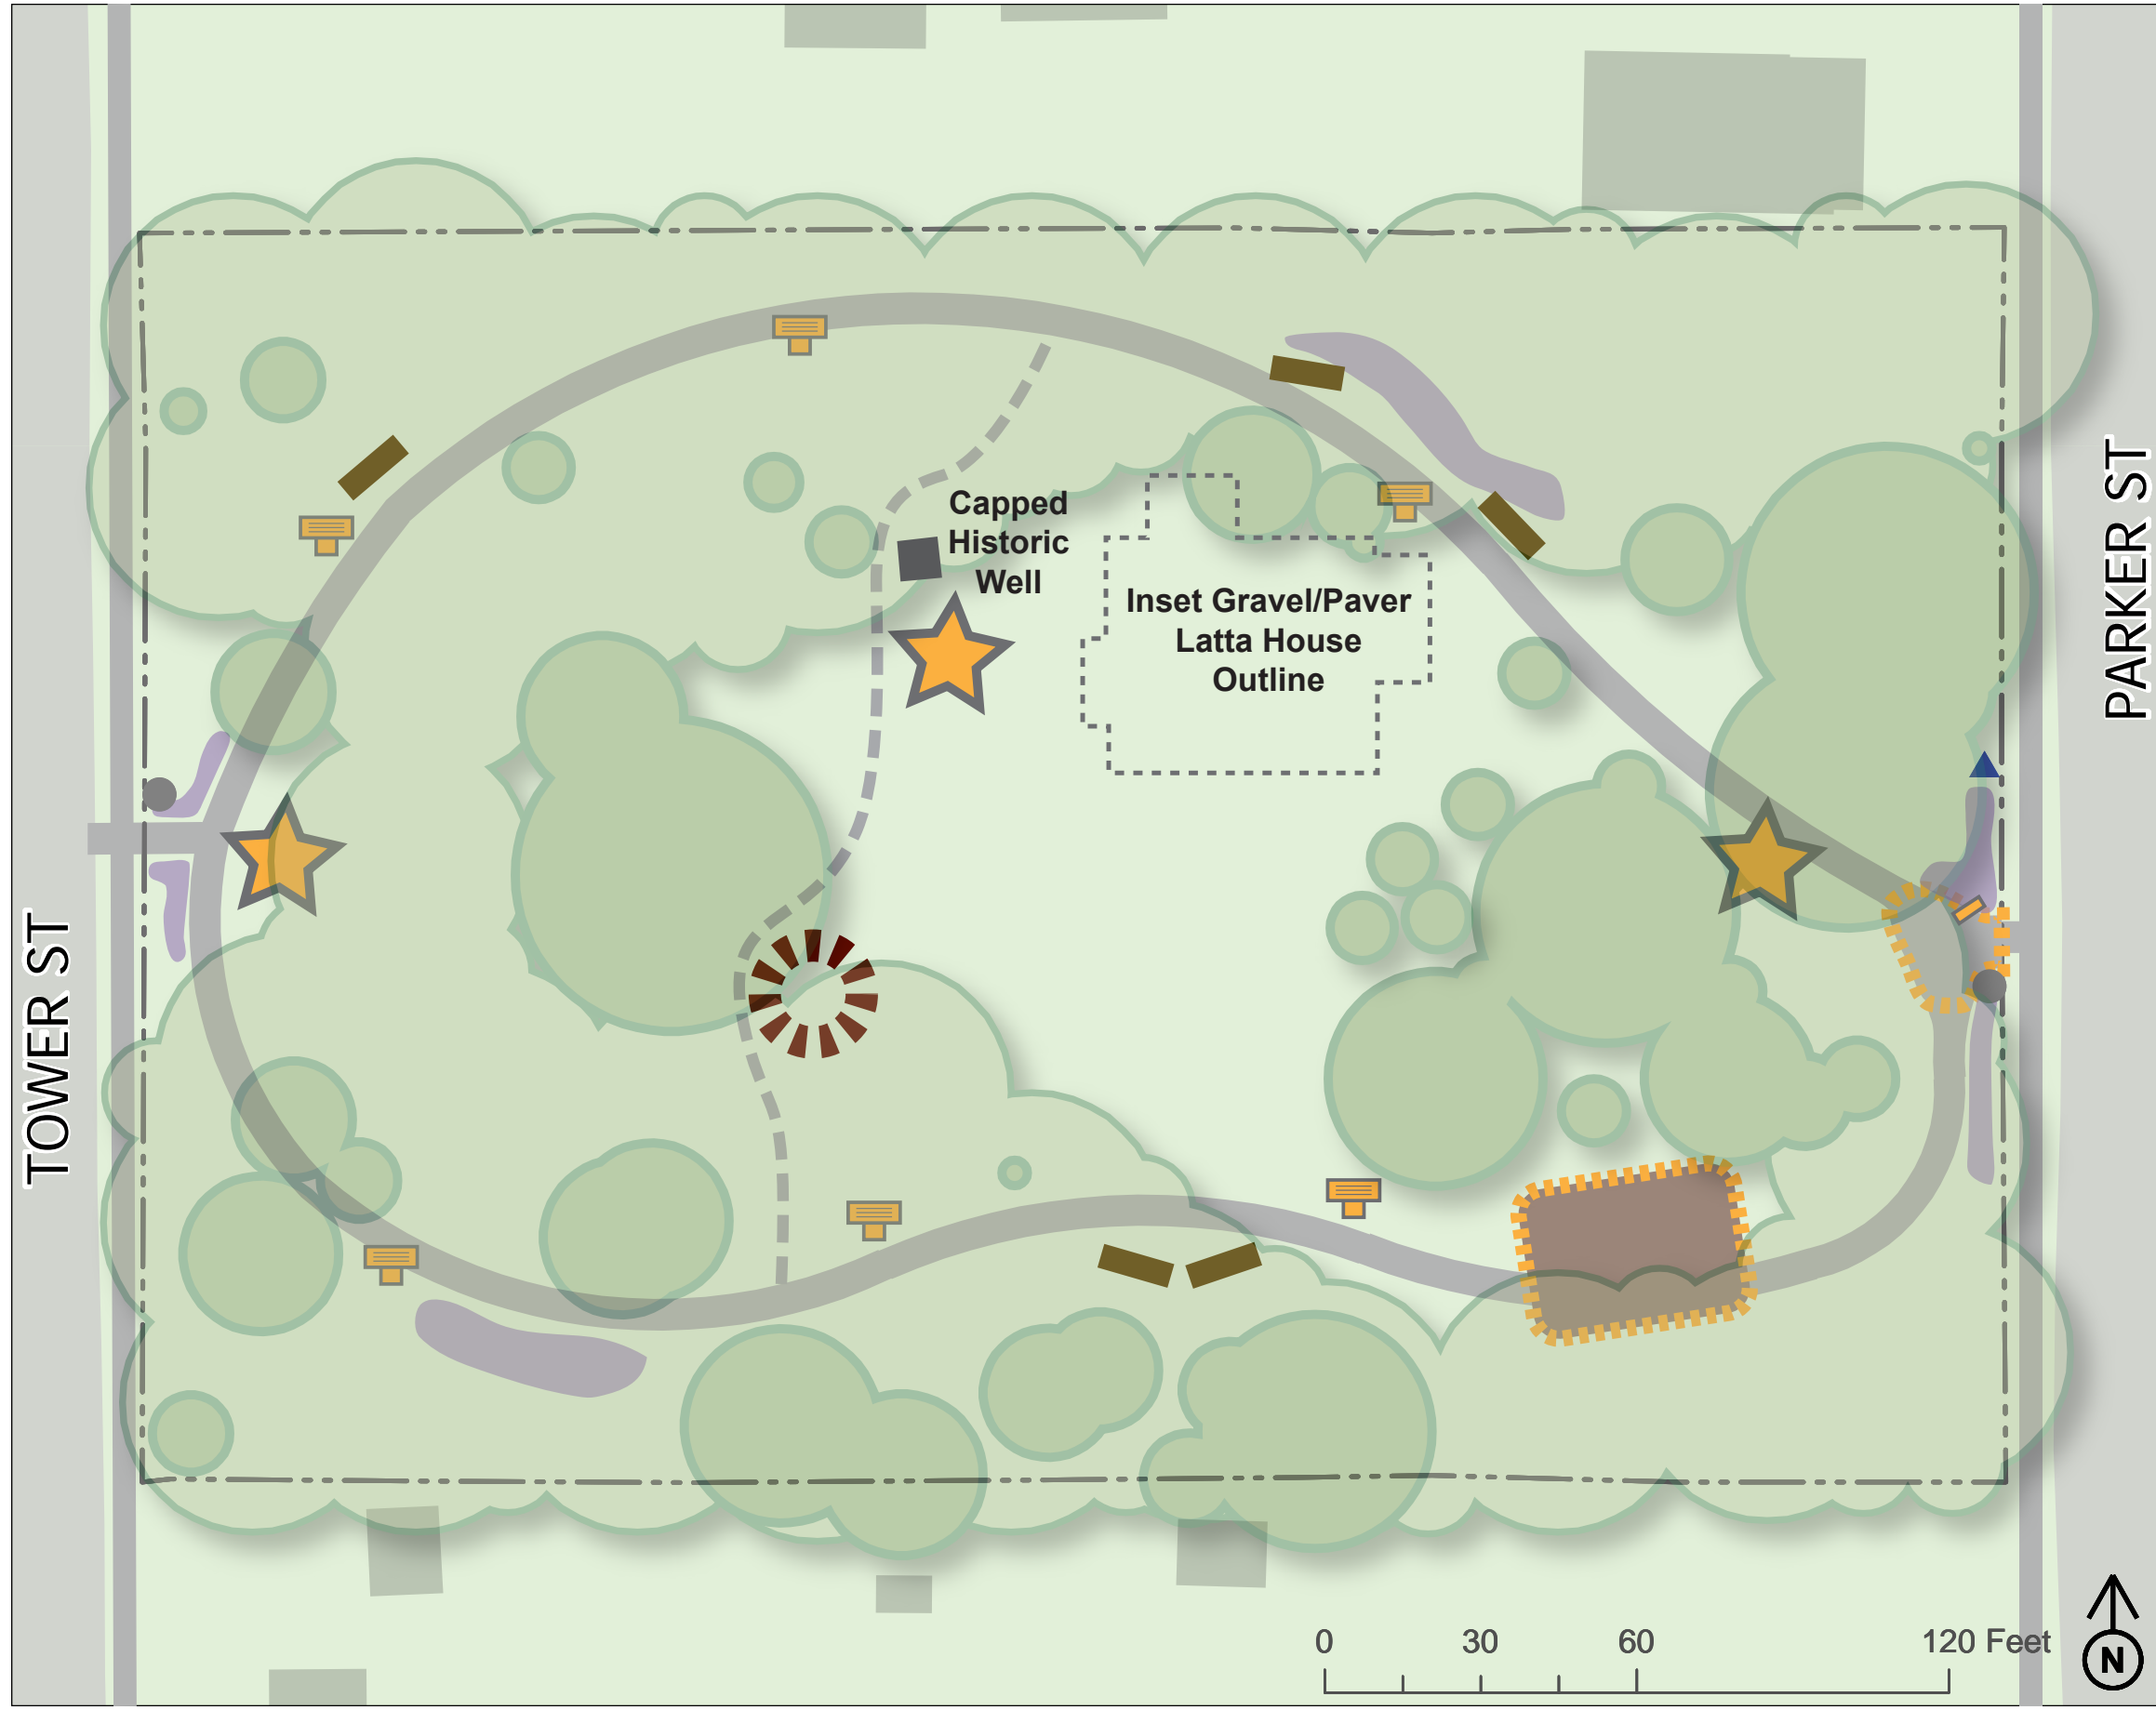 Capped
Historic
Well
Inset Gravel/Paver
Latta House
Outline
PARKER ST
TOWER ST
0 30 60 120 Feet
N